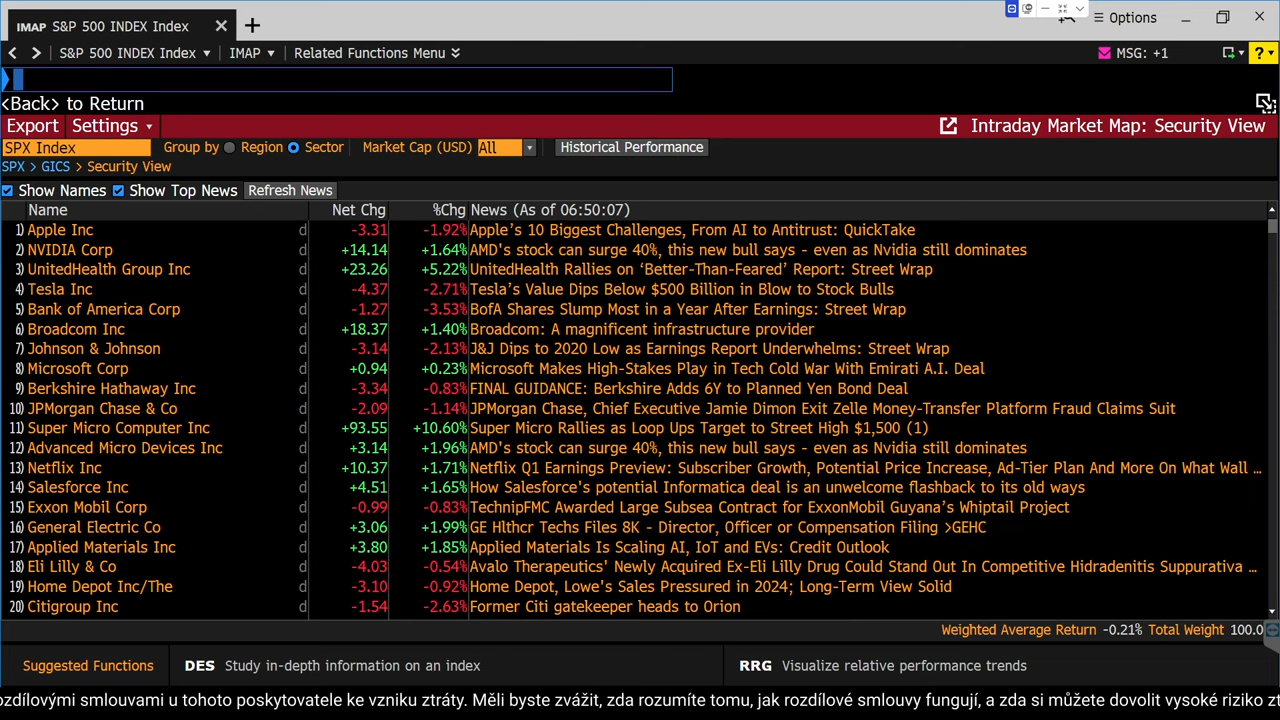 IMAP S&P 500 INDEX Index
Options
S&P 500 INDEX Index IMAP Related Functions Menu MSG: +1 ?
<Back> to Return
Export Settings Intraday Market Map: Security View
SPX Index Group by Region Sector Market Cap (USD) All Historical Performance
SPX > GICS > Security View
Show Names Show Top News Refresh News
Name Net Chg %Chg News (As of 06:50:07)
1) Apple Inc d -3.31 -1.92% Apple's 10 Biggest Challenges, From AI to Antitrust: QuickTake
2) NVIDIA Corp d +14.14 +1.64% AMD's stock can surge 40%, this new bull says - even as Nvidia still dominates
3) UnitedHealth Group Inc d +23.26 +5.22% UnitedHealth Rallies on ‘Better-Than-Feared’ Report: Street Wrap
4) Tesla Inc d -4.37 -2.71% Tesla's Value Dips Below $500 Billion in Blow to Stock Bulls
5) Bank of America Corp d -1.27 -3.53% BofA Shares Slump Most in a Year After Earnings: Street Wrap
6) Broadcom Inc d +18.37 +1.40% Broadcom: A magnificent infrastructure provider
7) Johnson & Johnson d -3.14 -2.13% J&J Dips to 2020 Low as Earnings Report Underwhelms: Street Wrap
8) Microsoft Corp d +0.94 +0.23% Microsoft Makes High-Stakes Play in Tech Cold War With Emirati A.I. Deal
9) Berkshire Hathaway Inc d -3.34 -0.83% FINAL GUIDANCE: Berkshire Adds 6Y to Planned Yen Bond Deal
10) JPMorgan Chase & Co d -2.09 -1.14% JPMorgan Chase, Chief Executive Jamie Dimon Exit Zelle Money-Transfer Platform Fraud Claims Suit
11) Super Micro Computer Inc d +93.55 +10.60% Super Micro Rallies as Loop Ups Target to Street High $1,500 (1)
12) Advanced Micro Devices Inc d +3.14 +1.96% AMD's stock can surge 40%, this new bull says - even as Nvidia still dominates
13) Netflix Inc d +10.37 +1.71% Netflix Q1 Earnings Preview: Subscriber Growth, Potential Price Increase, Ad-Tier Plan And More On What Wall ...
14) Salesforce Inc d +4.51 +1.65% How Salesforce's potential Informatica deal is an unwelcome flashback to its old ways
15) Exxon Mobil Corp d -0.99 -0.83% TechnipFMC Awarded Large Subsea Contract for ExxonMobil Guyana's Whiptail Project
16) General Electric Co d +3.06 +1.99% GE Hlthcr Techs Files 8K - Director, Officer or Compensation Filing >GEHC
17) Applied Materials Inc d +3.80 +1.85% Applied Materials Is Scaling AI, IoT and EVs: Credit Outlook
18) Eli Lilly & Co d -4.03 -0.54% Avalo Therapeutics' Newly Acquired Ex-Eli Lilly Drug Could Stand Out In Competitive Hidradenitis Suppurativa ...
19) Home Depot Inc/The d -3.10 -0.92% Home Depot, Lowe's Sales Pressured in 2024; Long-Term View Solid
20) Citigroup Inc d -1.54 -2.63% Former Citi gatekeeper heads to Orion
Weighted Average Return -0.21% Total Weight 100.0
Suggested Functions DES Study in-depth information on an index RRG Visualize relative performance trends
ozdílovými smlouvami u tohoto poskytovatele ke vzniku ztráty. Měli byste zvážit, zda rozumíte tomu, jak rozdílové smlouvy fungují, a zda si můžete dovolit vysoké riziko zt